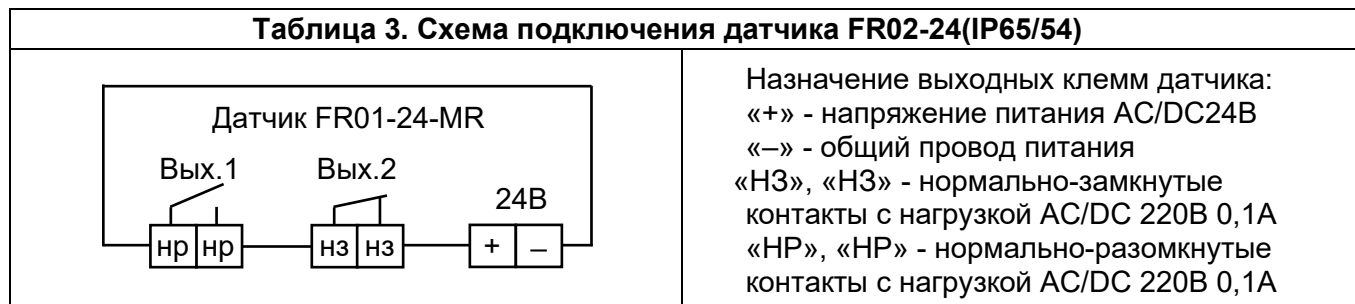 Таблица 3. Схема подключения датчика FR02-24(IP65/54)
Датчик FR01-24-MR
Вых.1 Вых.2
24В
нр нр нз нз + –
Назначение выходных клемм датчика:
«+» - напряжение питания AC/DC24В
«–» - общий провод питания
«НЗ», «НЗ» - нормально-замкнутые
контакты с нагрузкой AC/DC 220В 0,1А
«НР», «НР» - нормально-разомкнутые
контакты с нагрузкой AC/DC 220В 0,1А